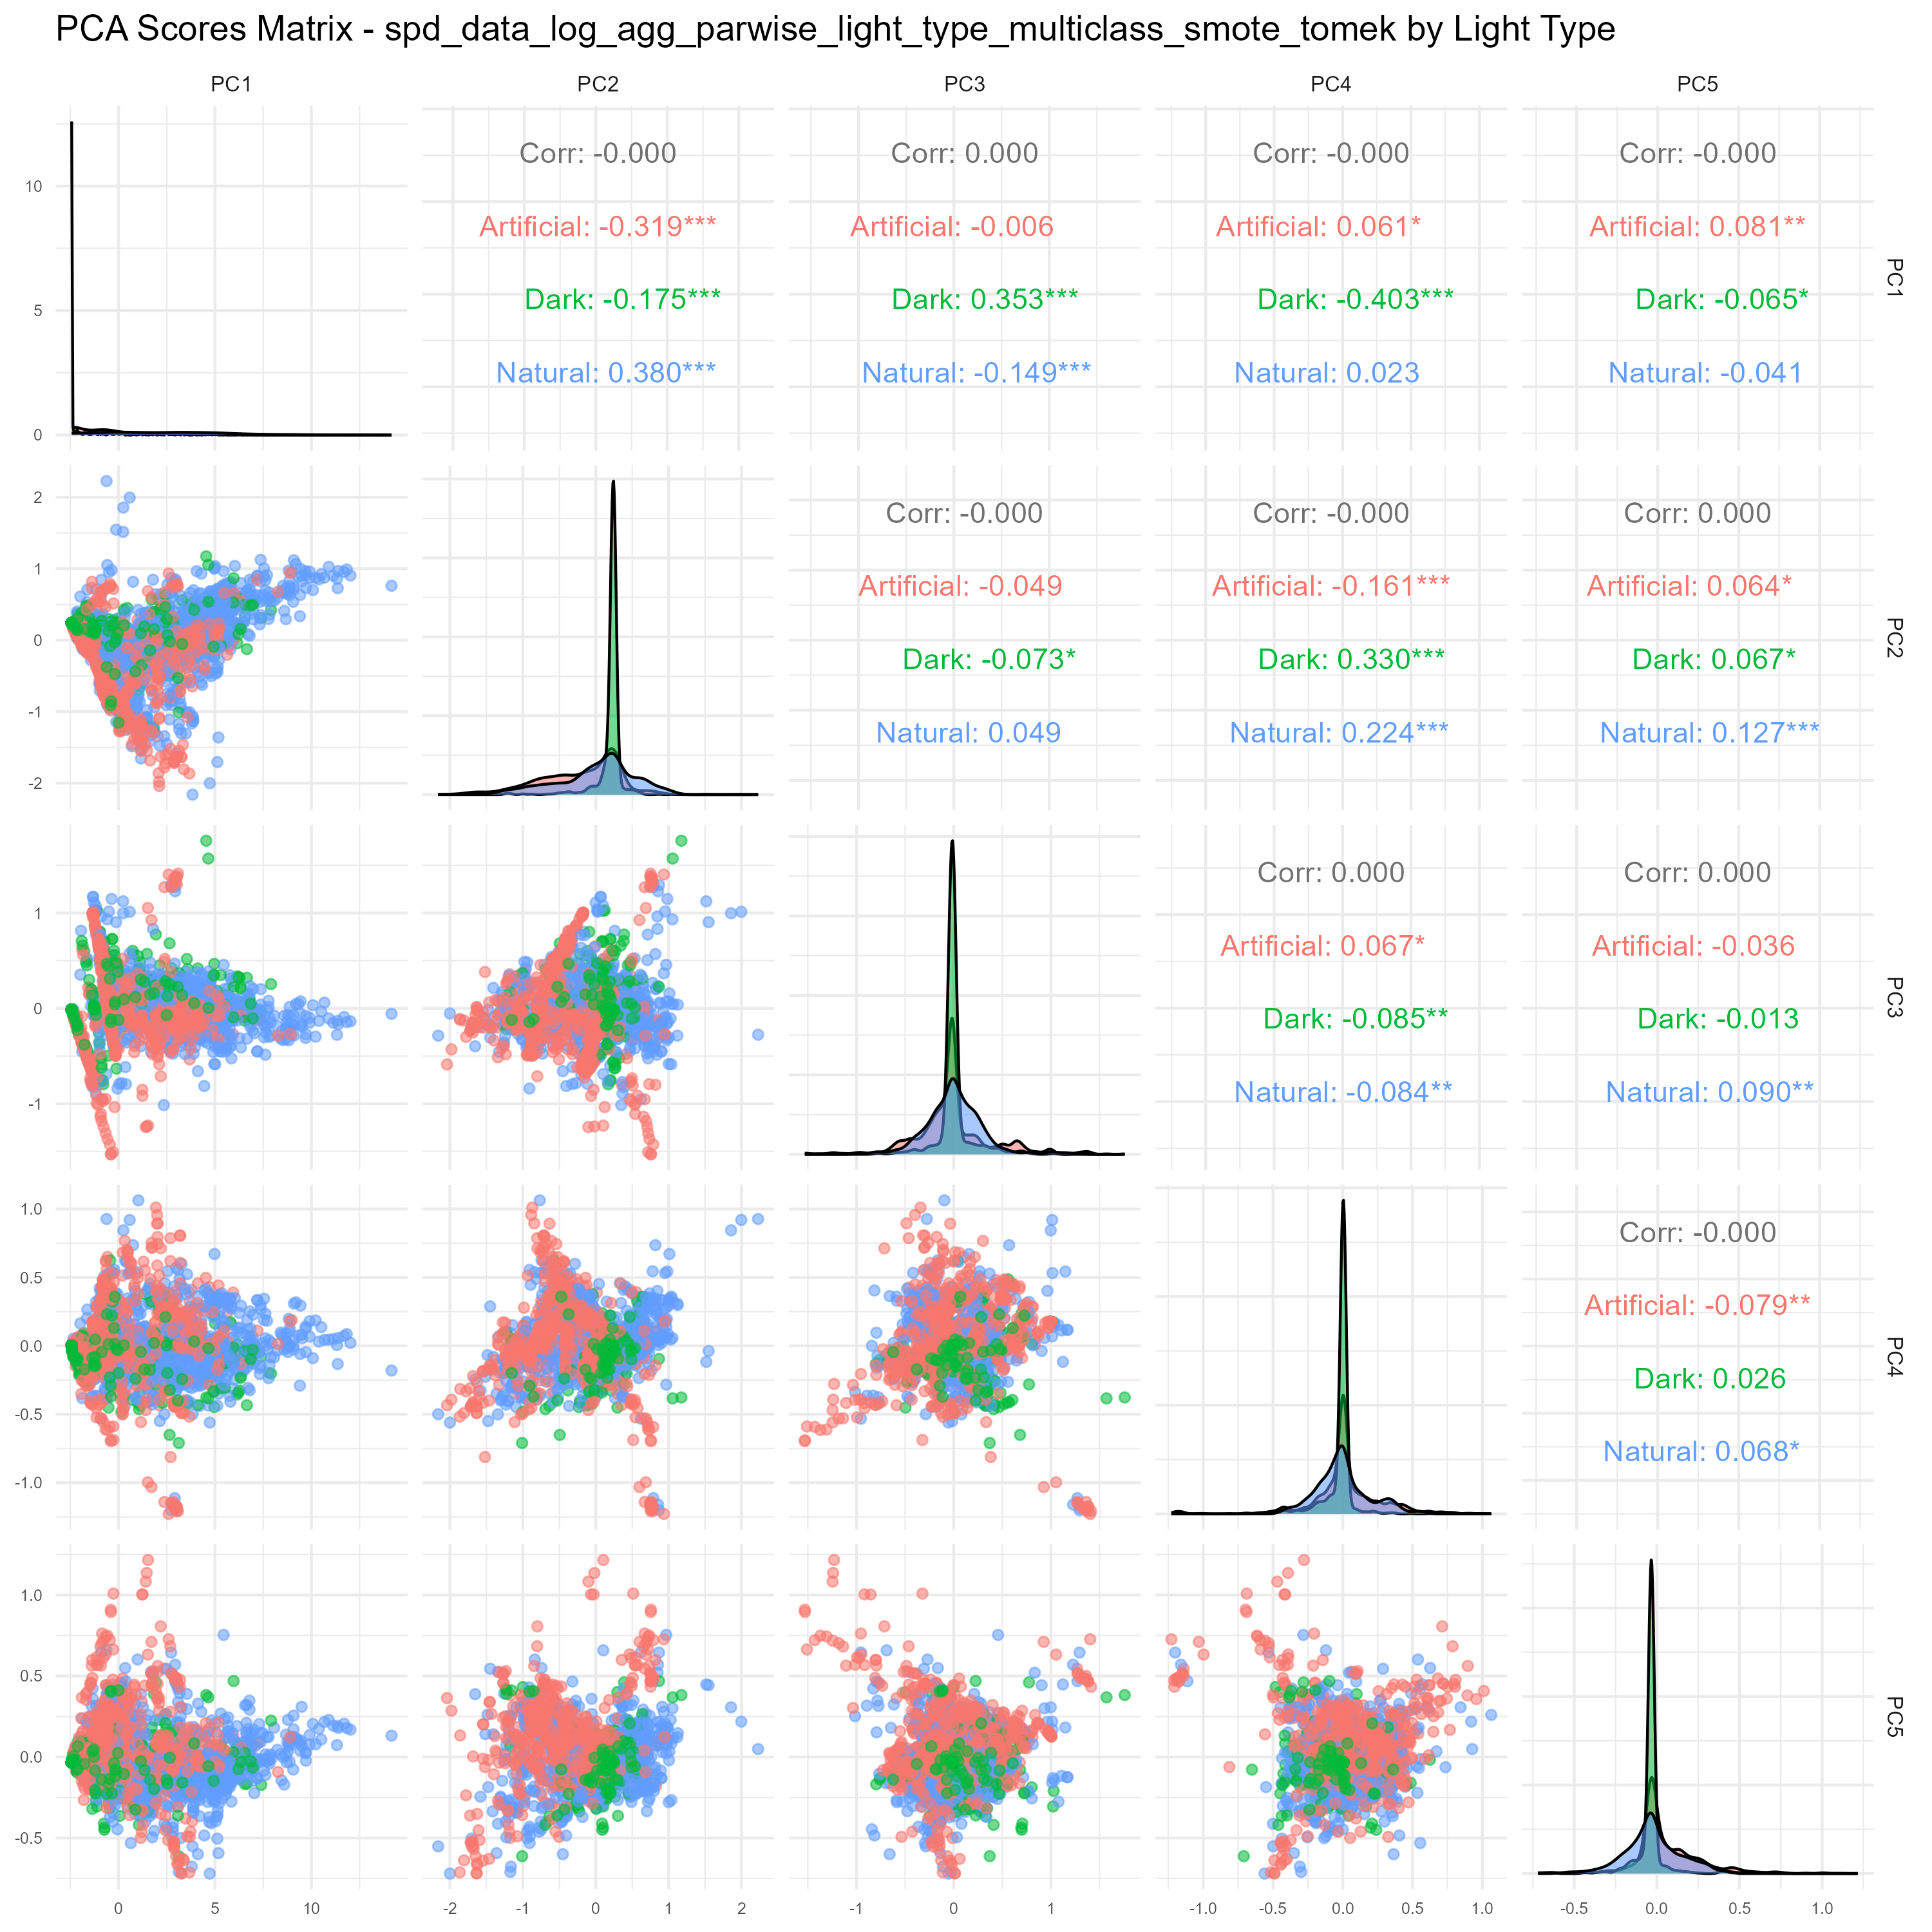 PCA Scores Matrix - spd_data_log_agg_parwise_light_type_multiclass_smote_tomek by Light Type
PC1 PC2 PC3 PC4 PC5
10
5
0
Corr: -0.000
Artificial: -0.319***
Dark: -0.175***
Natural: 0.380***
Corr: 0.000
Artificial: -0.006
Dark: 0.353***
Natural: -0.149***
Corr: -0.000
Artificial: 0.061*
Dark: -0.403***
Natural: 0.023
Corr: -0.000
Artificial: 0.081**
Dark: -0.065*
Natural: -0.041
PC1
2
1
0
-1
-2
Corr: -0.000
Artificial: -0.049
Dark: -0.073*
Natural: 0.049
Corr: -0.000
Artificial: -0.161***
Dark: 0.330***
Natural: 0.224***
Corr: 0.000
Artificial: 0.064*
Dark: 0.067*
Natural: 0.127***
PC2
1
0
-1
Corr: 0.000
Artificial: 0.067*
Dark: -0.085**
Natural: -0.084**
Corr: 0.000
Artificial: -0.036
Dark: -0.013
Natural: 0.090**
PC3
1.0
0.5
0.0
-0.5
-1.0
Corr: -0.000
Artificial: -0.079**
Dark: 0.026
Natural: 0.068*
PC4
1.0
0.5
0.0
-0.5
PC5
0 5 10
-2 -1 0 1 2
-1 0 1
-1.0 -0.5 0.0 0.5 1.0
-0.5 0.0 0.5 1.0